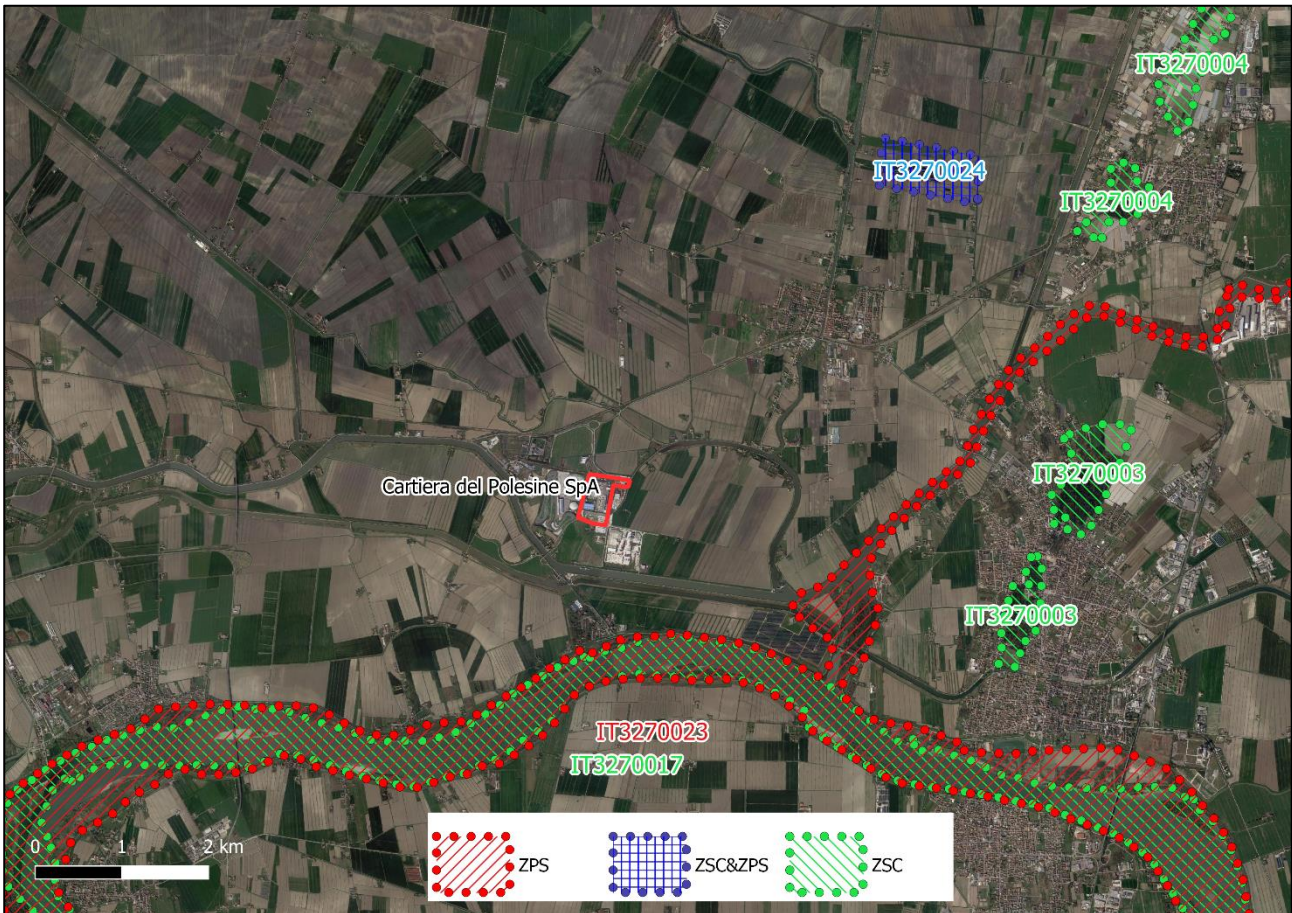 IT3270004
IT3270024
IT3270004
IT3270003
Cartiera del Polesine SpA
IT3270003
IT3270023
IT3270017
0 1 2 km
ZPS
ZSC&ZPS
ZSC